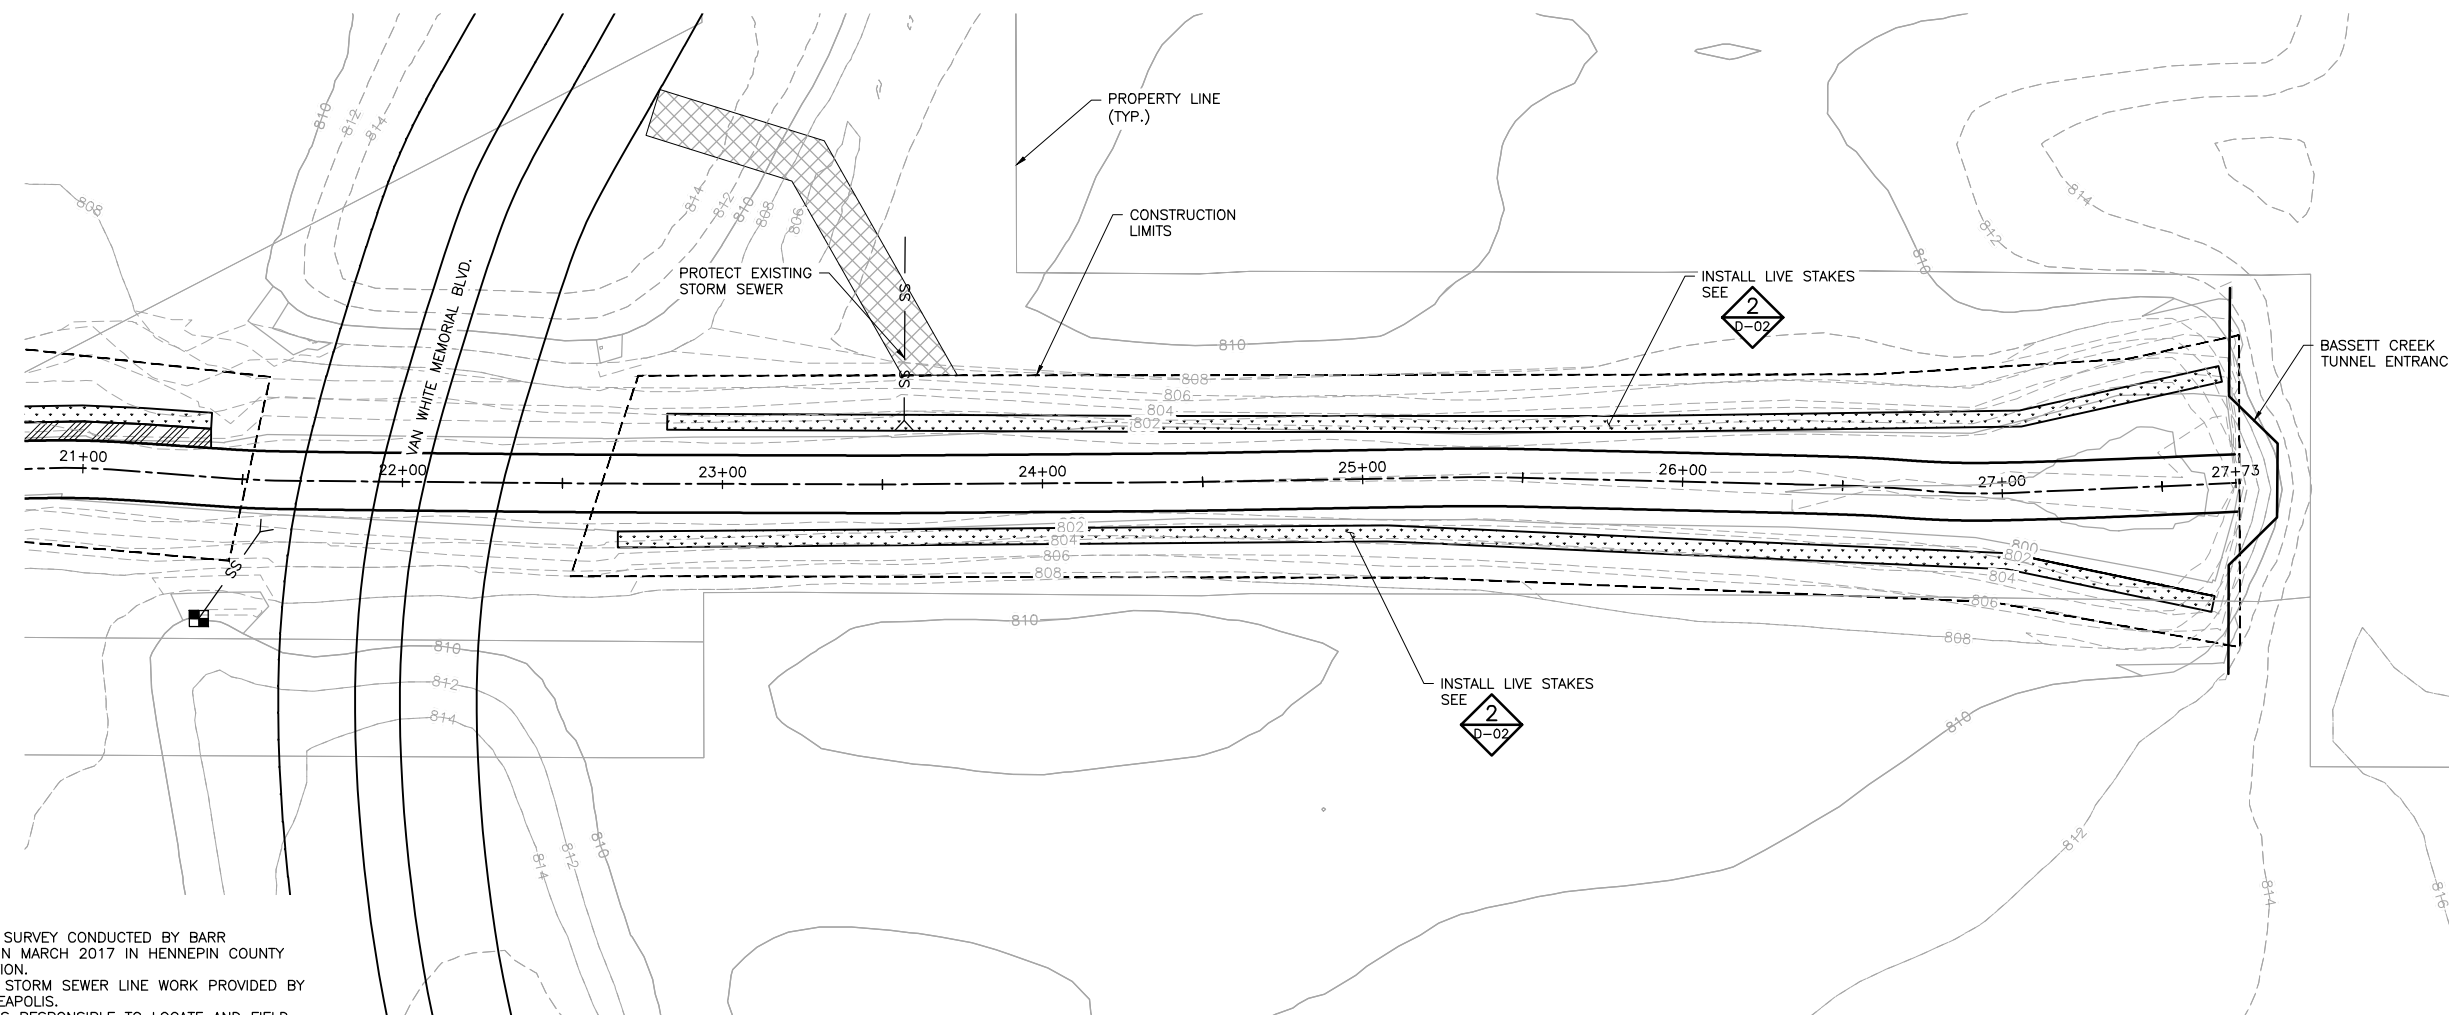 PROPERTY LINE
(TYP.)
CONSTRUCTION
LIMITS
PROTECT EXISTING
STORM SEWER
INSTALL LIVE STAKES
SEE
2
D-02
BASSETT CREEK
TUNNEL ENTRANC
VAN WHITE MEMORIAL BLVD.
SS
SS
SS
21+00
22+00
23+00
24+00
25+00
26+00
27+00
27+73
INSTALL LIVE STAKES
SEE
2
D-02
810
812
814
808
814
812
810
808
806
814
812
810
810
808
806
804
802
802
804
806
808
800
802
804
806
808
810
810
812
814
810
812
814
810
812
814
816
SURVEY CONDUCTED BY BARR
N MARCH 2017 IN HENNEPIN COUNTY
ION.
STORM SEWER LINE WORK PROVIDED BY
EAPOLIS.
S RESPONSIBLE TO LOCATE AND FIELD